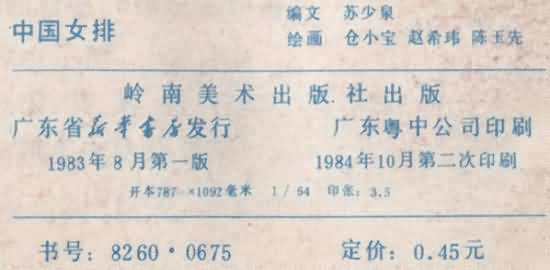 中国女排
编文 苏少泉
绘画 仓小宝 赵希玮 陈玉先
岭南美术出版社出版
广东省新华书店发行 广东粤中公司印刷
1983年8月第一版 1984年10月第二次印刷
开本787×1092毫米 1/64 印张：3.5
书号：8260·0675 定价：0.45元